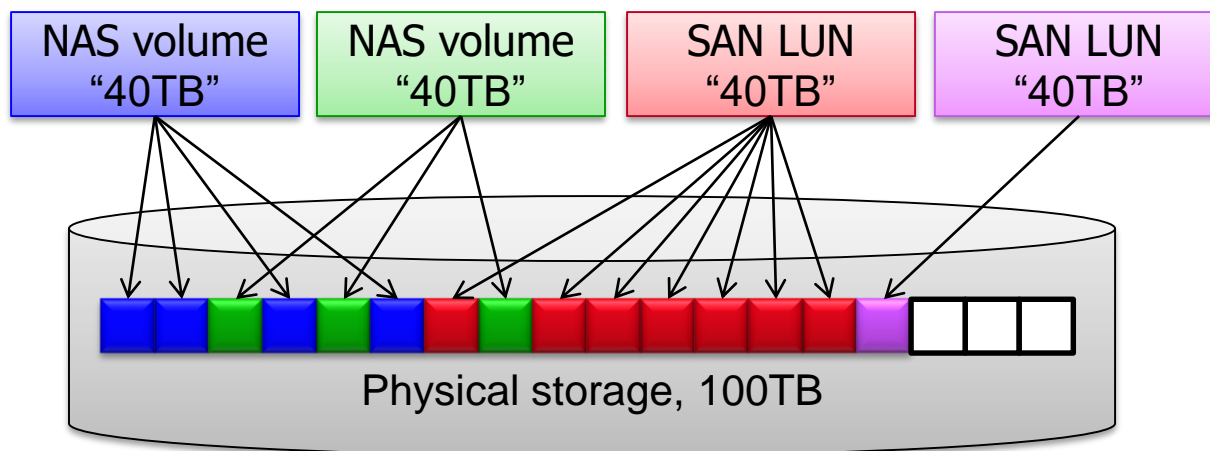 NAS volume
“40TB”
NAS volume
“40TB”
SAN LUN
“40TB”
SAN LUN
“40TB”
Physical storage, 100TB